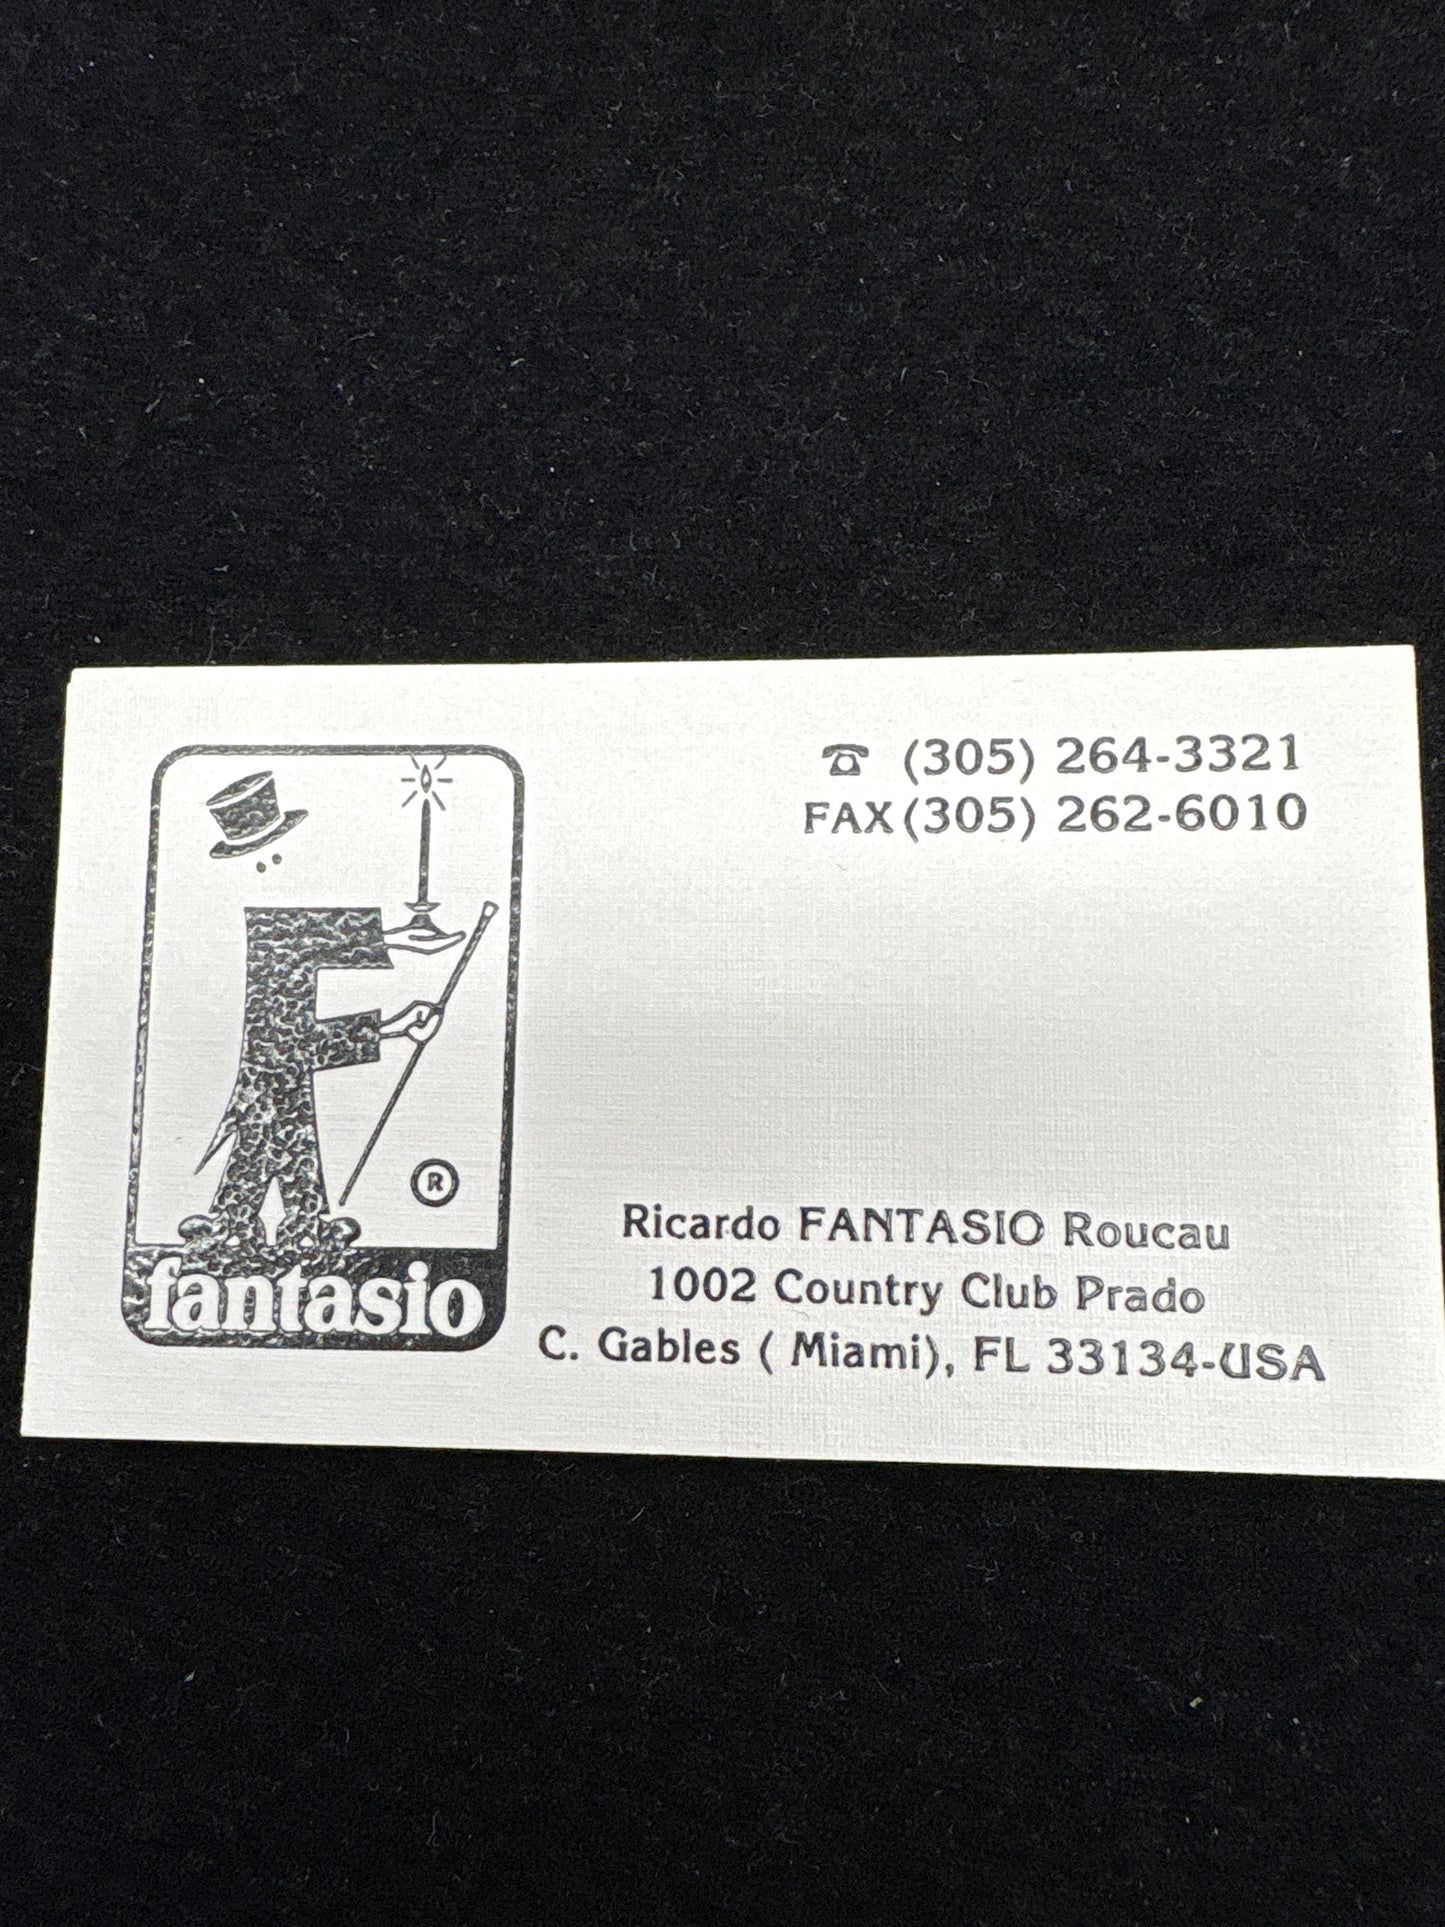 ☎ (305) 264-3321
FAX (305) 262-6010
®
fantasio
Ricardo FANTASIO Roucau
1002 Country Club Prado
C. Gables ( Miami), FL 33134-USA